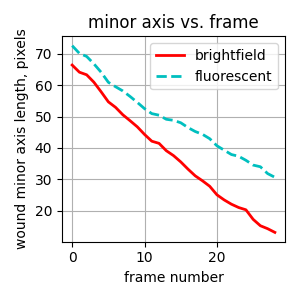 minor axis vs. frame
wound minor axis length, pixels
70
60
50
40
30
20
brightfield
fluorescent
0
10
20
frame number